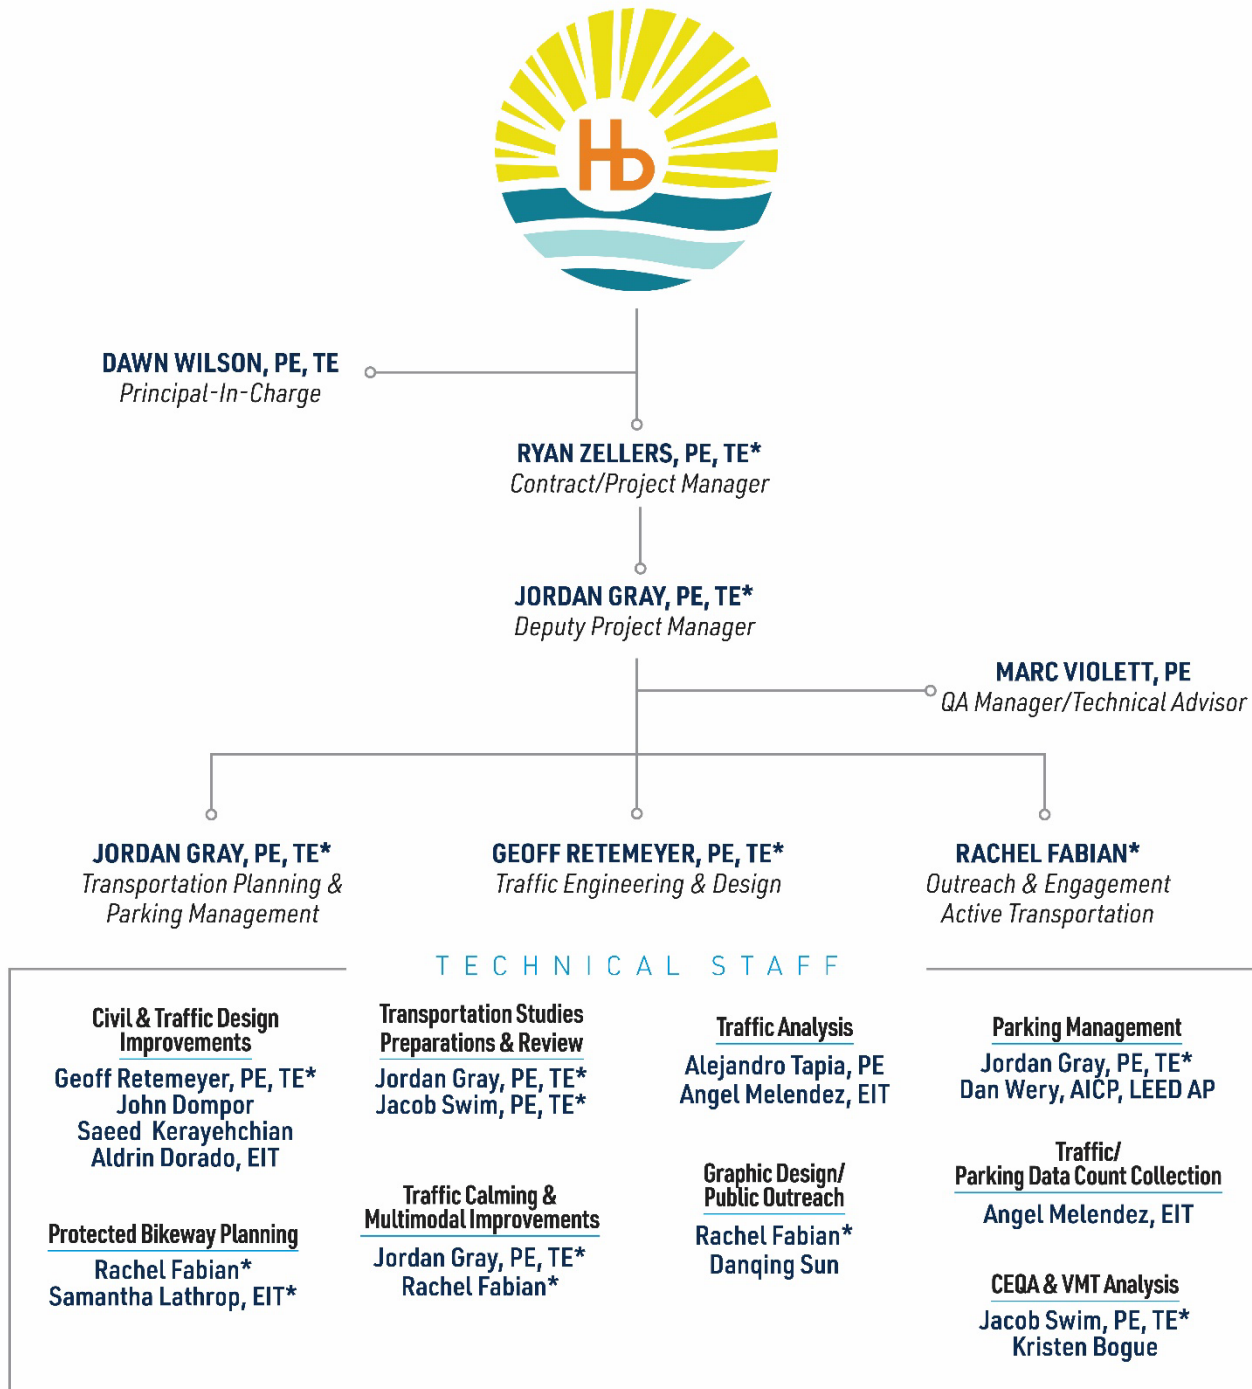 Hb
DAWN WILSON, PE, TE
Principal-In-Charge
RYAN ZELLERS, PE, TE*
Contract/Project Manager
JORDAN GRAY, PE, TE*
Deputy Project Manager
MARC VIOLETT, PE
QA Manager/Technical Advisor
JORDAN GRAY, PE, TE*
Transportation Planning &
Parking Management
GEOFF RETEMEYER, PE, TE*
Traffic Engineering & Design
RACHEL FABIAN*
Outreach & Engagement
Active Transportation
TECHNICAL STAFF
Civil & Traffic Design
Improvements
Geoff Retemeyer, PE, TE*
John Dompor
Saeed Kerayehchian
Aldrin Dorado, EIT
Protected Bikeway Planning
Rachel Fabian*
Samantha Lathrop, EIT*
Transportation Studies
Preparations & Review
Jordan Gray, PE, TE*
Jacob Swim, PE, TE*
Traffic Calming &
Multimodal Improvements
Jordan Gray, PE, TE*
Rachel Fabian*
Traffic Analysis
Alejandro Tapia, PE
Angel Melendez, EIT
Graphic Design/
Public Outreach
Rachel Fabian*
Danqing Sun
Parking Management
Jordan Gray, PE, TE*
Dan Wery, AICP, LEED AP
Traffic/
Parking Data Count Collection
Angel Melendez, EIT
CEQA & VMT Analysis
Jacob Swim, PE, TE*
Kristen Bogue